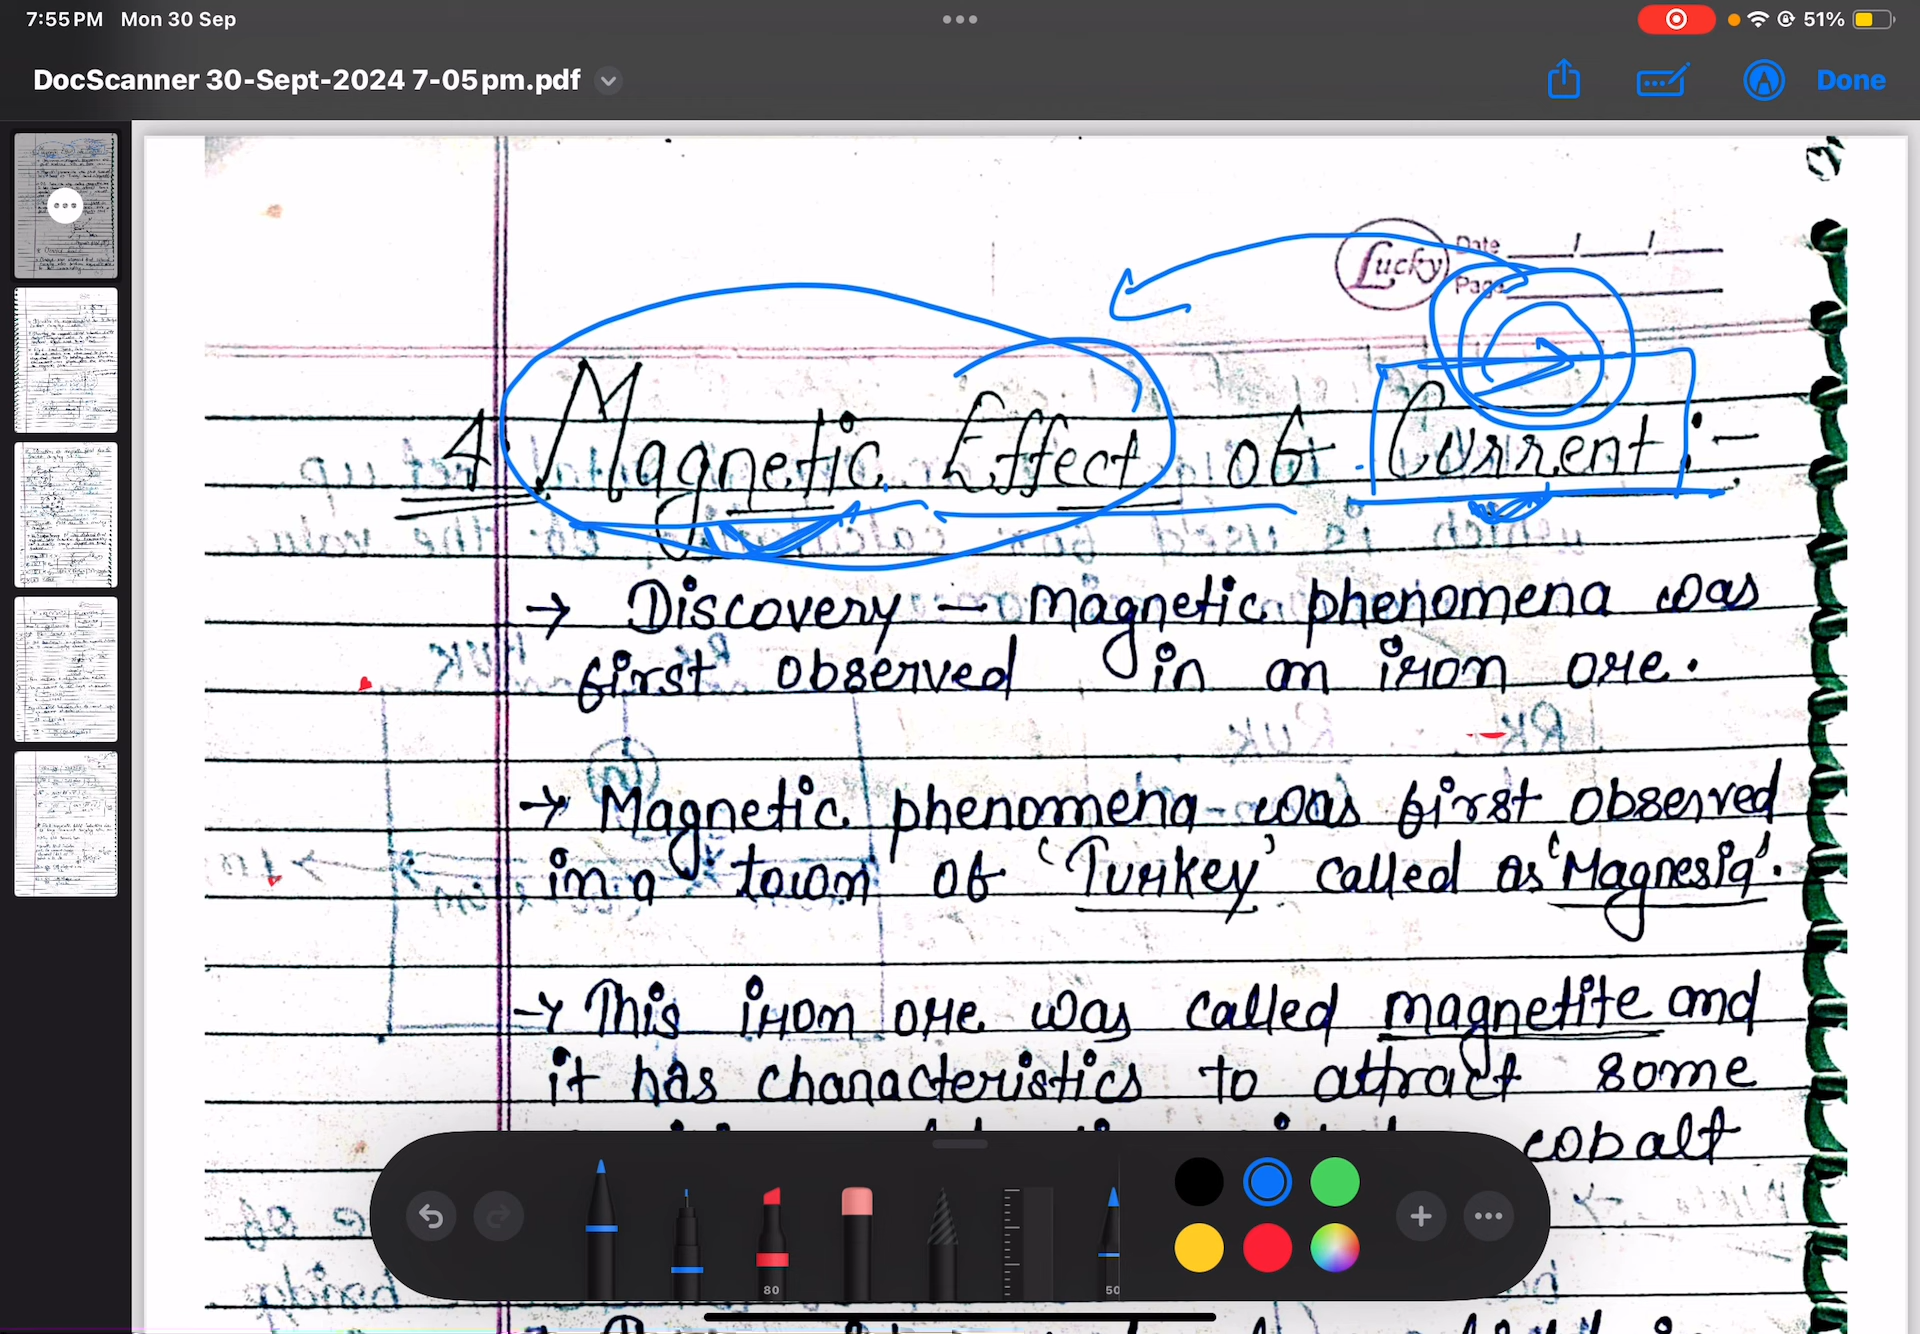 7:55 PM Mon 30 Sep
51%
DocScanner 30-Sept-2024 7-05 pm.pdf
Done
Lucky
Date
Page
4. Magnetic Effect of Current :-
→ Discovery - magnetic phenomena was
first observed in an iron ore.
→ Magnetic phenomena was first observed
in a town of 'Turkey' called as 'Magnesia'.
→ This iron ore was called magnetite and
it has characteristics to attract some
cobalt
80
50